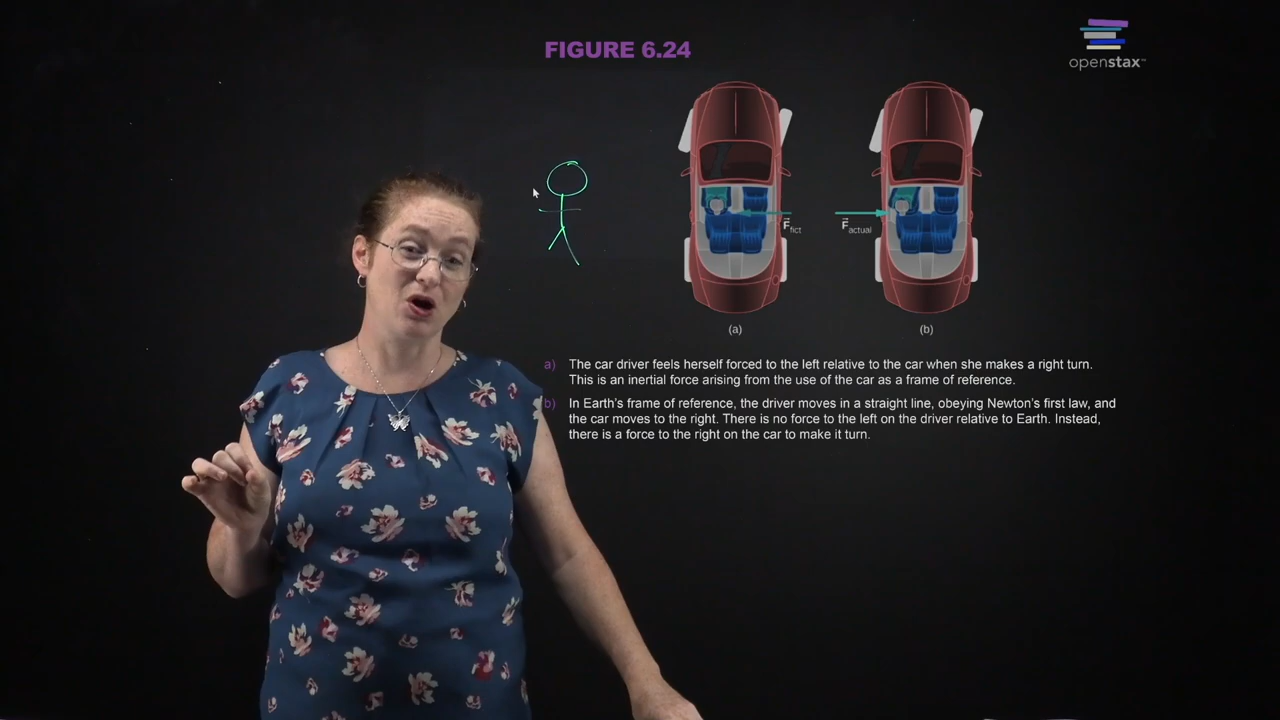 FIGURE 6.24
openstax™
F fict
F actual
(a)
(b)
a) The car driver feels herself forced to the left relative to the car when she makes a right turn.
This is an inertial force arising from the use of the car as a frame of reference.
b) In Earth's frame of reference, the driver moves in a straight line, obeying Newton's first law, and
the car moves to the right. There is no force to the left on the driver relative to Earth. Instead,
there is a force to the right on the car to make it turn.